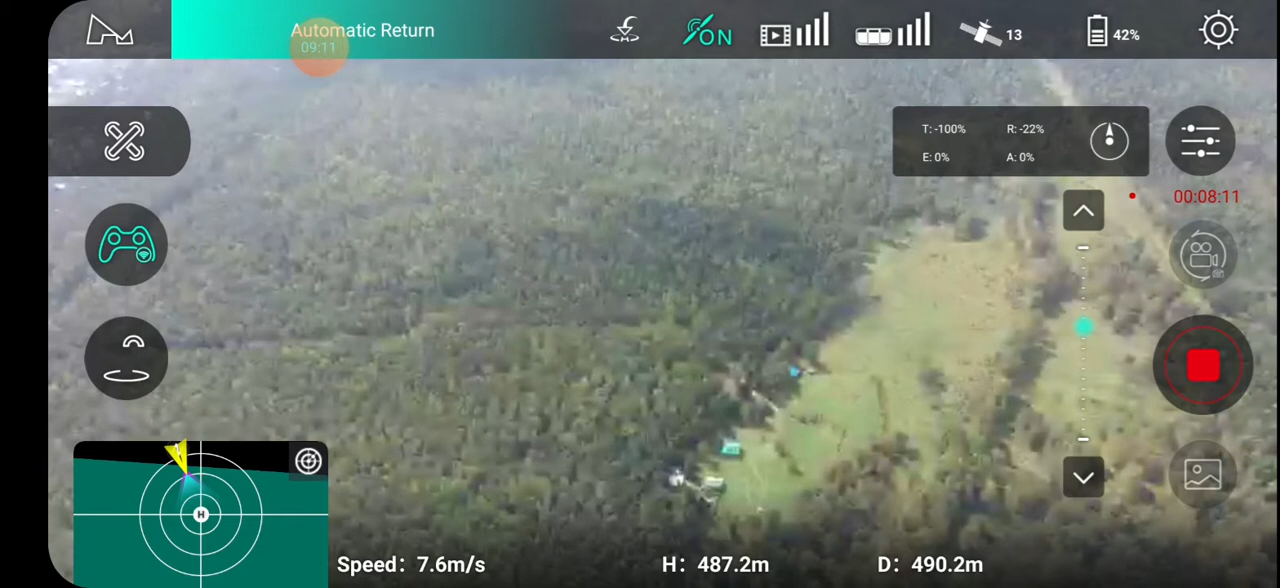 Automatic Return
09:11
ON
13
42%
T:-100% R:-22%
E:0% A:0%
00:08:11
H
Speed: 7.6m/s H: 487.2m D: 490.2m